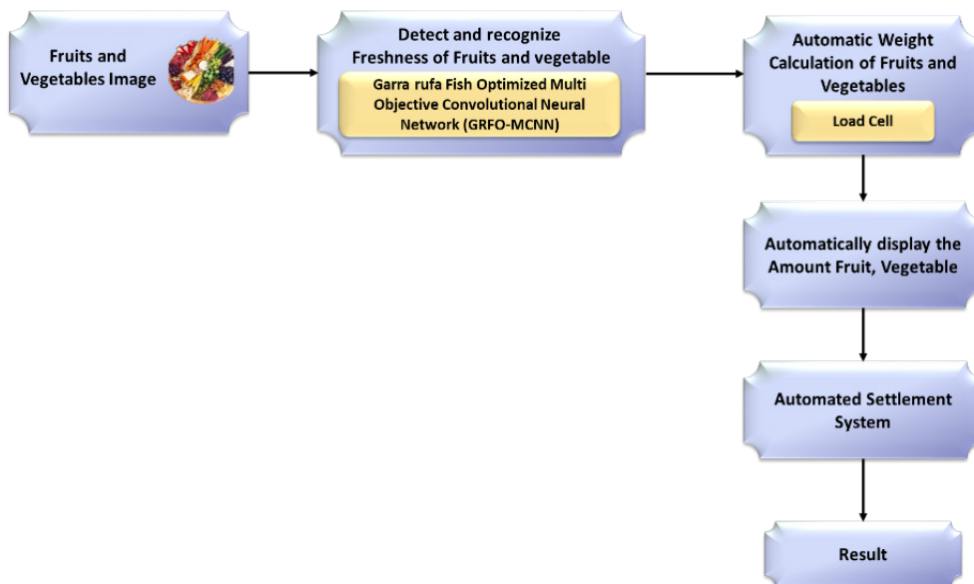 Fruits and
Vegetables Image
Detect and recognize
Freshness of Fruits and vegetable
Garra rufa Fish Optimized Multi
Objective Convolutional Neural
Network (GRFO-MCNN)
Automatic Weight
Calculation of Fruits and
Vegetables
Load Cell
Automatically display the
Amount Fruit, Vegetable
Automated Settlement
System
Result